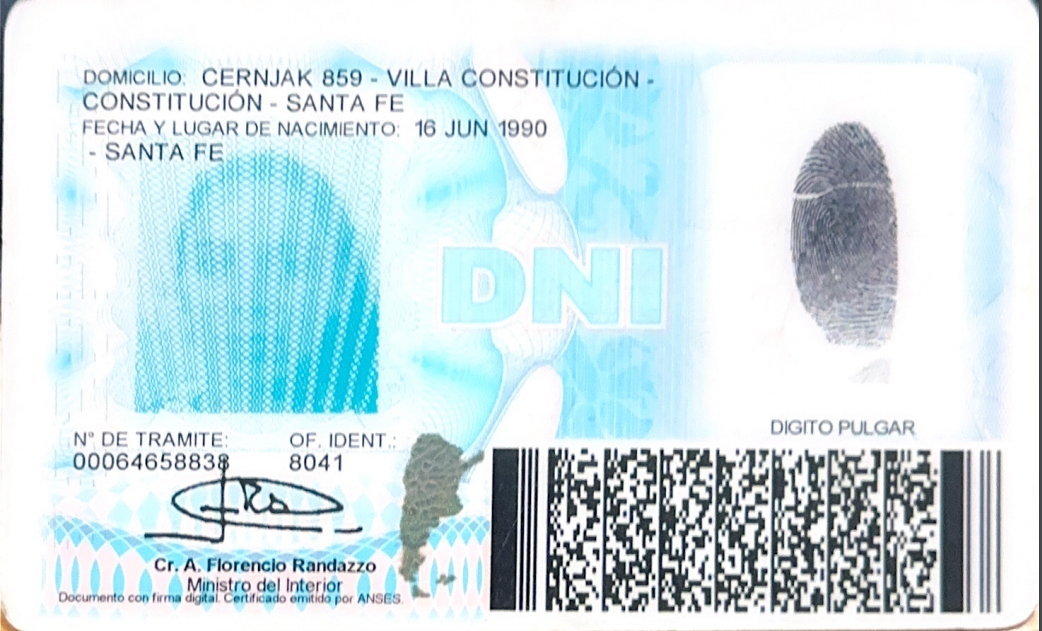 DOMICILIO: CERNJAK 859 - VILLA CONSTITUCIÓN -
CONSTITUCIÓN - SANTA FE
FECHA Y LUGAR DE NACIMIENTO: 16 JUN 1990
- SANTA FE
DNI
DIGITO PULGAR
N° DE TRAMITE: OF. IDENT.:
00064658838 8041
Cr. A. Florencio Randazzo
Ministro del Interior
Documento con firma digital. Certificado emitido por ANSES.